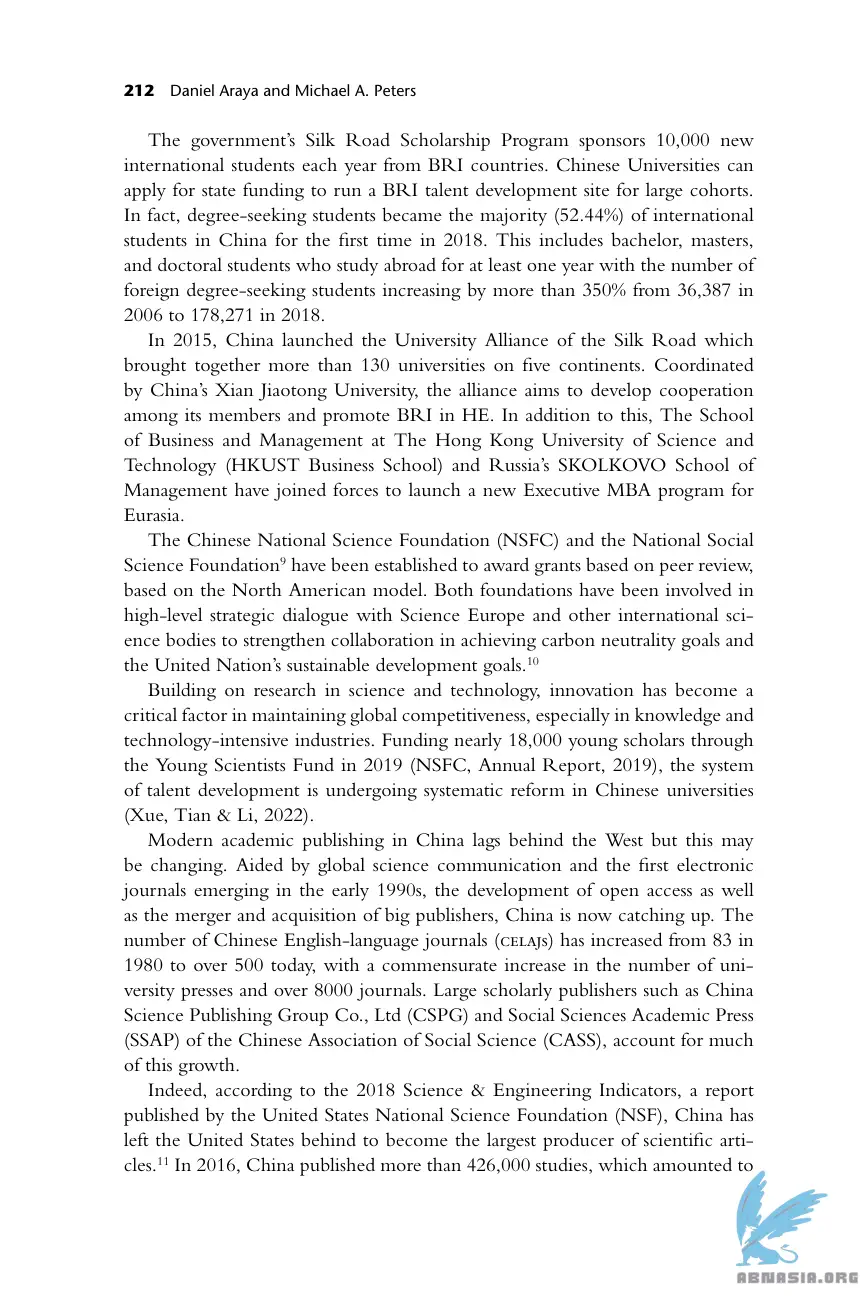 212 Daniel Araya and Michael A. Peters
The government's Silk Road Scholarship Program sponsors 10,000 new
international students each year from BRI countries. Chinese Universities can
apply for state funding to run a BRI talent development site for large cohorts.
In fact, degree-seeking students became the majority (52.44%) of international
students in China for the first time in 2018. This includes bachelor, masters,
and doctoral students who study abroad for at least one year with the number of
foreign degree-seeking students increasing by more than 350% from 36,387 in
2006 to 178,271 in 2018.
In 2015, China launched the University Alliance of the Silk Road which
brought together more than 130 universities on five continents. Coordinated
by China's Xian Jiaotong University, the alliance aims to develop cooperation
among its members and promote BRI in HE. In addition to this, The School
of Business and Management at The Hong Kong University of Science and
Technology (HKUST Business School) and Russia's SKOLKOVO School of
Management have joined forces to launch a new Executive MBA program for
Eurasia.
The Chinese National Science Foundation (NSFC) and the National Social
Science Foundation⁹ have been established to award grants based on peer review,
based on the North American model. Both foundations have been involved in
high-level strategic dialogue with Science Europe and other international sci-
ence bodies to strengthen collaboration in achieving carbon neutrality goals and
the United Nation's sustainable development goals.¹⁰
Building on research in science and technology, innovation has become a
critical factor in maintaining global competitiveness, especially in knowledge and
technology-intensive industries. Funding nearly 18,000 young scholars through
the Young Scientists Fund in 2019 (NSFC, Annual Report, 2019), the system
of talent development is undergoing systematic reform in Chinese universities
(Xue, Tian & Li, 2022).
Modern academic publishing in China lags behind the West but this may
be changing. Aided by global science communication and the first electronic
journals emerging in the early 1990s, the development of open access as well
as the merger and acquisition of big publishers, China is now catching up. The
number of Chinese English-language journals (CELAJs) has increased from 83 in
1980 to over 500 today, with a commensurate increase in the number of uni-
versity presses and over 8000 journals. Large scholarly publishers such as China
Science Publishing Group Co., Ltd (CSPG) and Social Sciences Academic Press
(SSAP) of the Chinese Association of Social Science (CASS), account for much
of this growth.
Indeed, according to the 2018 Science & Engineering Indicators, a report
published by the United States National Science Foundation (NSF), China has
left the United States behind to become the largest producer of scientific arti-
cles.¹¹ In 2016, China published more than 426,000 studies, which amounted to
ABNASIA.ORG